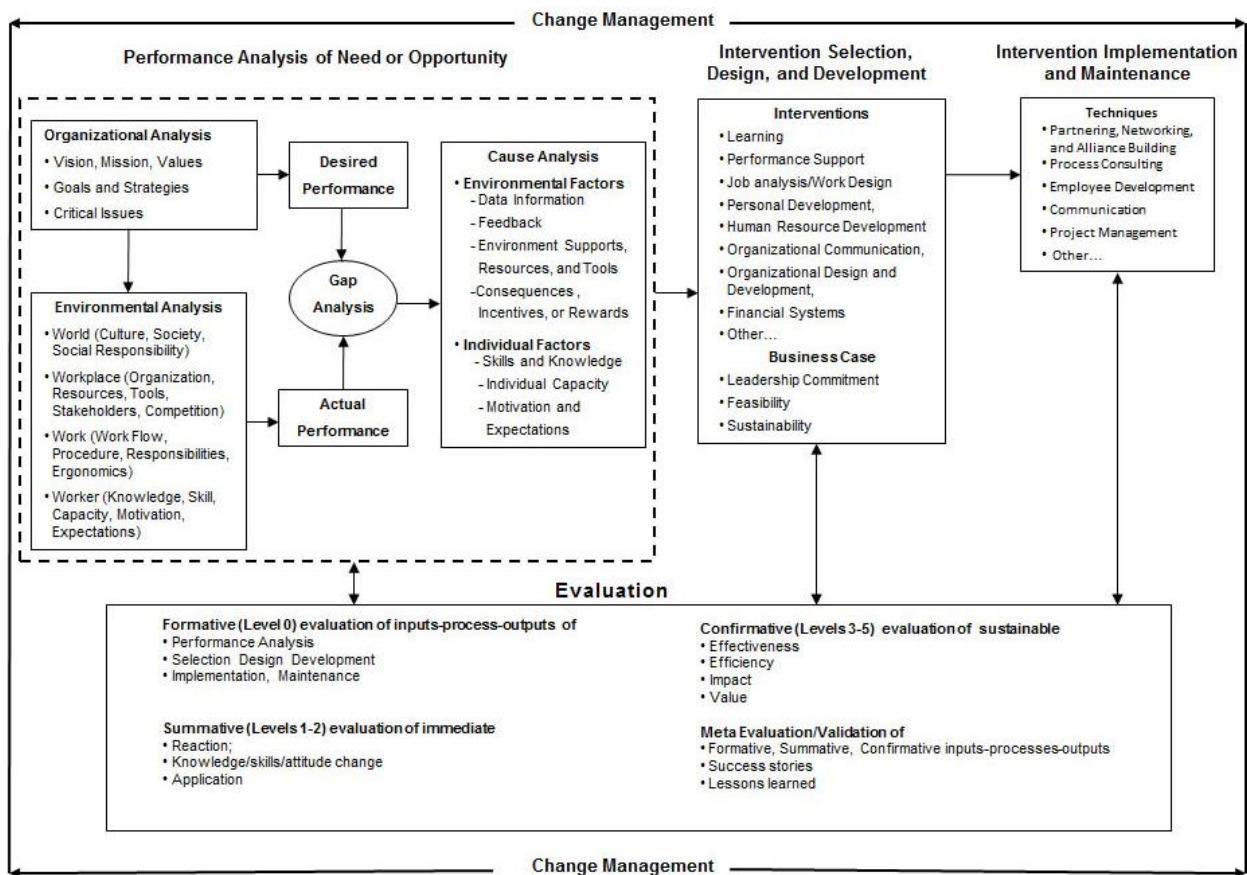 Change Management
Performance Analysis of Need or Opportunity
Intervention Selection,
Design, and Development
Intervention Implementation
and Maintenance
Organizational Analysis
• Vision, Mission, Values
• Goals and Strategies
• Critical Issues
Desired
Performance
Gap
Analysis
Environmental Analysis
• World (Culture, Society,
Social Responsibility)
• Workplace (Organization,
Resources, Tools,
Stakeholders, Competition)
• Work (Work Flow,
Procedure, Responsibilities,
Ergonomics)
• Worker (Knowledge, Skill,
Capacity, Motivation,
Expectations)
Actual
Performance
Cause Analysis
• Environmental Factors
- Data Information
- Feedback
- Environment Supports,
Resources, and Tools
- Consequences ,
Incentives, or Rewards
• Individual Factors
- Skills and Knowledge
- Individual Capacity
- Motivation and
Expectations
Interventions
• Learning
• Performance Support
• Job analysis/Work Design
• Personal Development,
• Human Resource Development
• Organizational Communication,
• Organizational Design and
Development,
• Financial Systems
• Other...
Business Case
• Leadership Commitment
• Feasibility
• Sustainability
Techniques
• Partnering, Networking,
and Alliance Building
• Process Consulting
• Employee Development
• Communication
• Project Management
• Other...
Evaluation
Formative (Level 0) evaluation of inputs-process-outputs of
• Performance Analysis
• Selection Design Development
• Implementation, Maintenance
Summative (Levels 1-2) evaluation of immediate
• Reaction;
• Knowledge/skills/attitude change
• Application
Confirmative (Levels 3-5) evaluation of sustainable
• Effectiveness
• Efficiency
• Impact
• Value
Meta Evaluation/Validation of
• Formative, Summative, Confirmative inputs-processes-outputs
• Success stories
• Lessons learned
Change Management